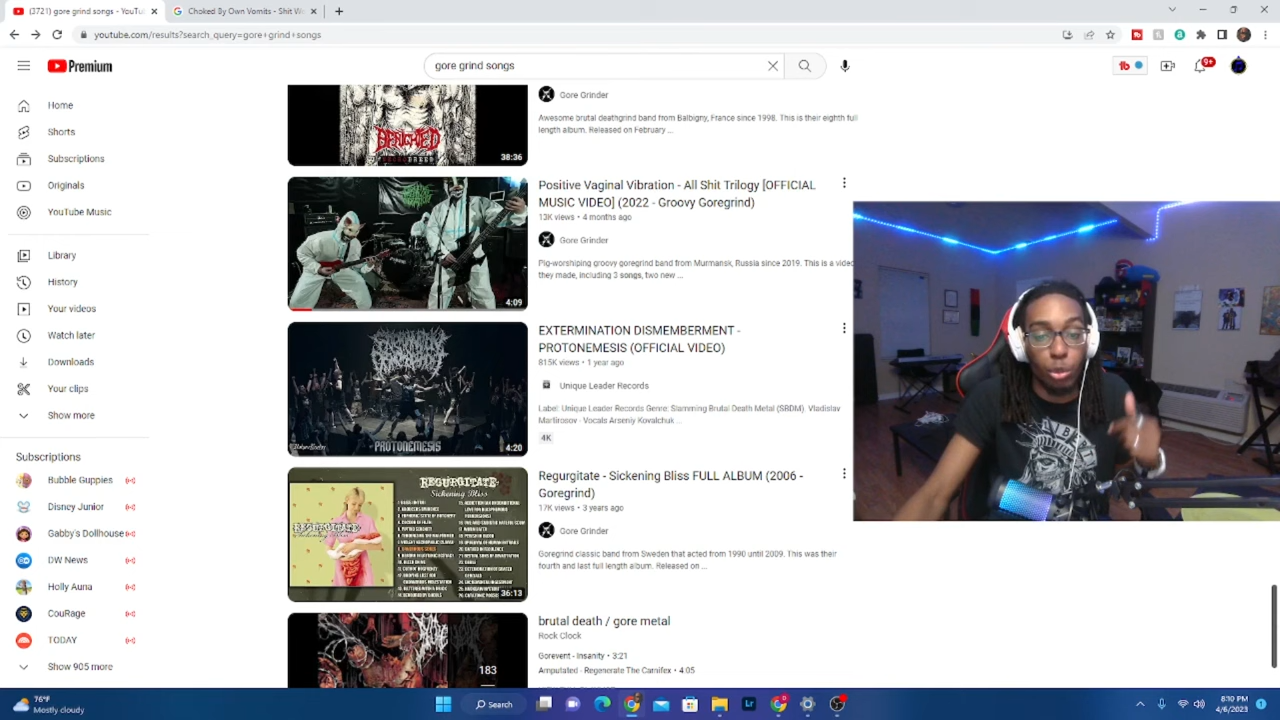 (3721) gore grind songs - YouTu
Choked By Own Vomits - Shit W
youtube.com/results?search_query=gore+grind+songs
Premium
gore grind songs
9+
Home
Shorts
Subscriptions
Originals
YouTube Music
Library
History
Your videos
Watch later
Downloads
Your clips
Show more
Subscriptions
Bubble Guppies
Disney Junior
Gabby's Dollhouse
DW News
Holly Auna
CouRage
TODAY
Show 905 more
38:36
Gore Grinder
Awesome brutal deathgrind band from Balbigny, France since 1998. This is their eighth full
length album. Released on February ...
4:09
Positive Vaginal Vibration - All Shit Trilogy [OFFICIAL
MUSIC VIDEO] (2022 - Groovy Goregrind)
13K views • 4 months ago
Gore Grinder
Pig-worshiping groovy goregrind band from Murmansk, Russia since 2019. This is a video
they made, including 3 songs, two new ...
PROTONEMESIS
4:20
EXTERMINATION DISMEMBERMENT -
PROTONEMESIS (OFFICIAL VIDEO)
815K views • 1 year ago
Unique Leader Records
Label: Unique Leader Records Genre: Slamming Brutal Death Metal (SBDM). Vladislav
Martirosov - Vocals Arseniy Kovalchuk ...
4K
REGURGITATE
Sickening Bliss
36:13
Regurgitate - Sickening Bliss FULL ALBUM (2006 -
Goregrind)
17K views • 3 years ago
Gore Grinder
Goregrind classic band from Sweden that acted from 1990 until 2009. This was their
fourth and last full length album. Released on ...
183
brutal death / gore metal
Rock Clock
Gorevent - Insanity • 3:21
Amputated - Regenerate The Carnifex • 4:05
76°F
Mostly cloudy
Search
8:10 PM
4/6/2023